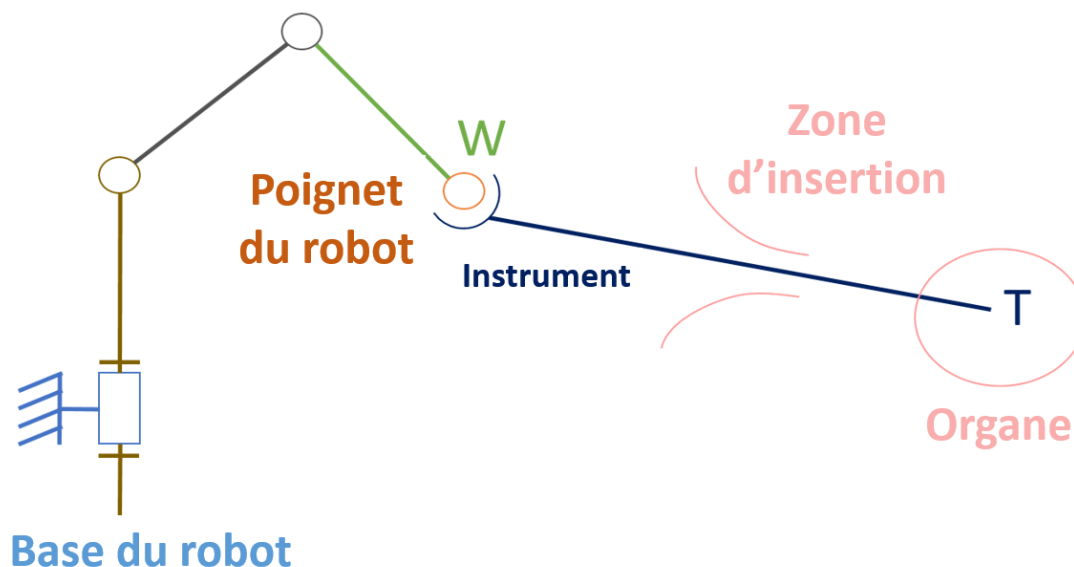 Zone
d’insertion
W
Poignet
du robot
Instrument
T
Organe
Base du robot